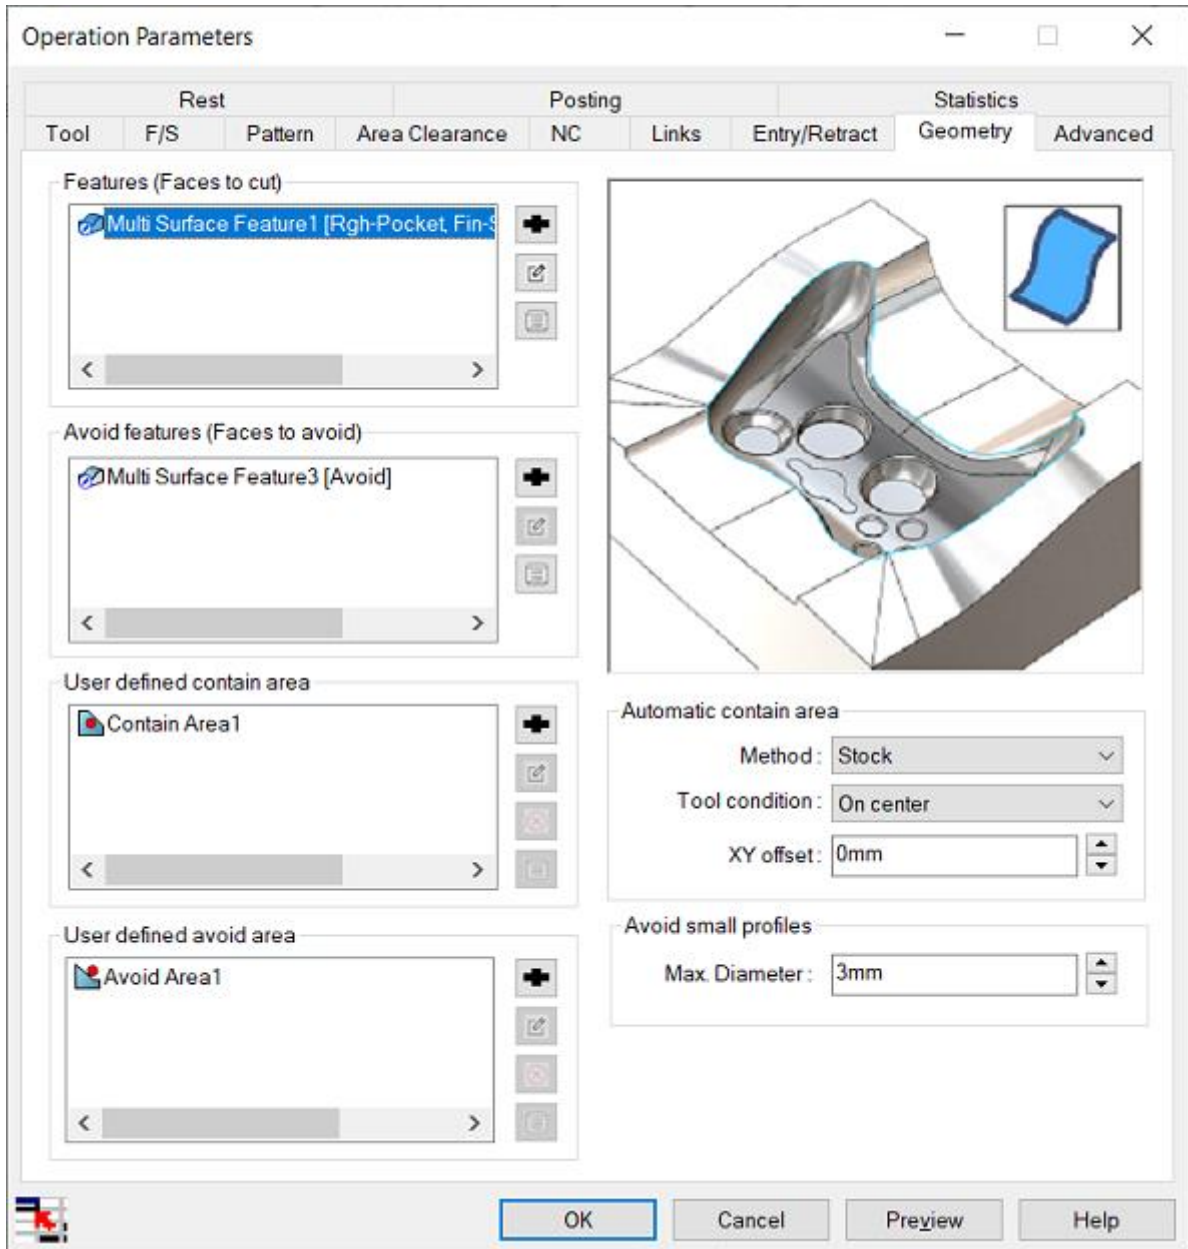 Operation Parameters
Rest Posting Statistics
Tool F/S Pattern Area Clearance NC Links Entry/Retract Geometry Advanced
Features (Faces to cut)
Multi Surface Feature1 [Rgh-Pocket, Fin-S
Avoid features (Faces to avoid)
Multi Surface Feature3 [Avoid]
User defined contain area
Contain Area1
User defined avoid area
Avoid Area1
Automatic contain area
Method : Stock
Tool condition : On center
XY offset : 0mm
Avoid small profiles
Max. Diameter : 3mm
OK Cancel Preview Help